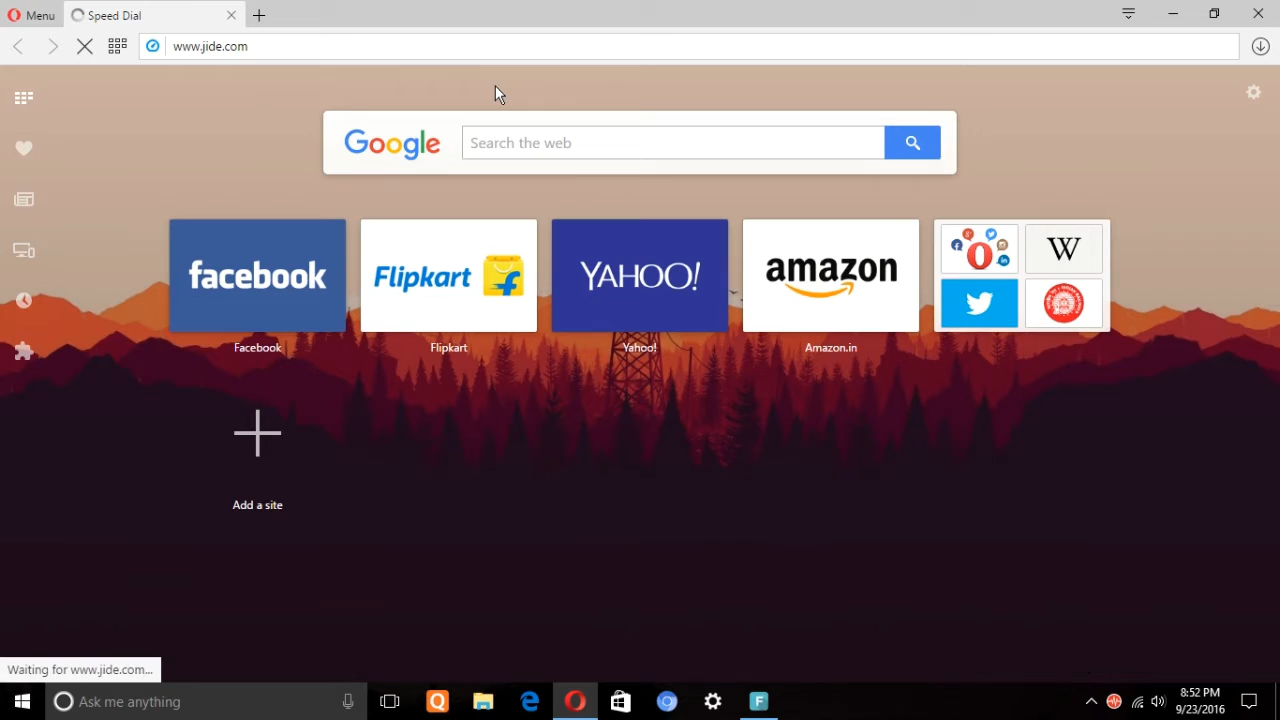 Menu
Speed Dial
www.jide.com
Google
Search the web
facebook
Flipkart
YAHOO!
amazon
W
Facebook
Flipkart
Yahoo!
Amazon.in
Add a site
Waiting for www.jide.com...
Ask me anything
8:52 PM
9/23/2016